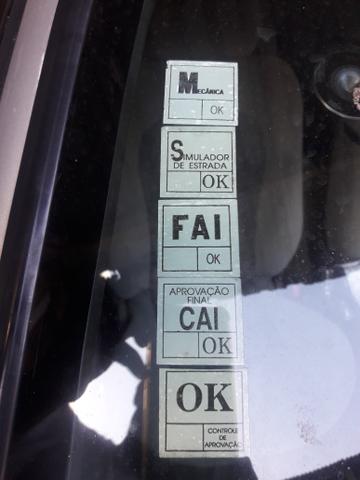 MECÂNICA
OK
SIMULADOR
DE ESTRADA
OK
FAI
OK
APROVAÇÃO
FINAL
CAI
OK
OK
CONTROLE
DE
APROVAÇÃO